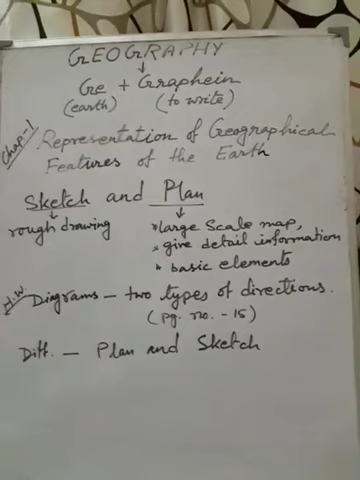 GEOGRAPHY
Ge + Graphein
(earth) (to write)
Chap-1
Representation of Geographical
Features of the Earth
Sketch and Plan
rough drawing
* large Scale map,
* give detail information
* basic elements
H.W. Diagrams - two types of directions.
(pg. no. - 15)
Diff. - Plan and Sketch